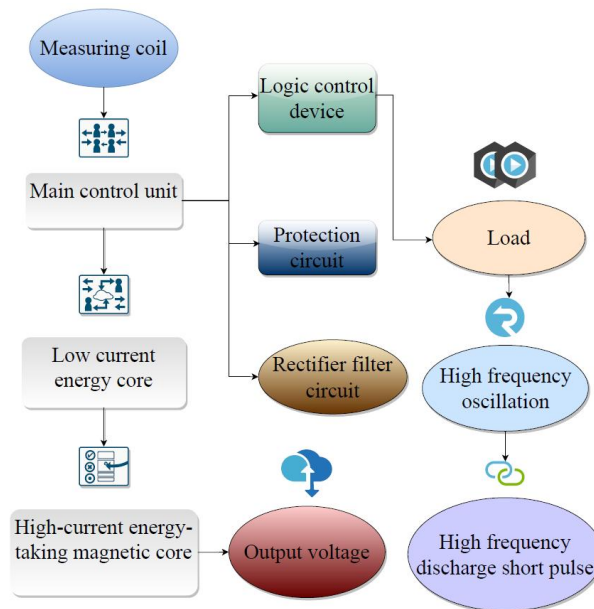 Measuring coil
Logic control
device
Main control unit
Protection
circuit
Load
Low current
energy core
Rectifier filter
circuit
High frequency
oscillation
High-current energy-
taking magnetic core
Output voltage
High frequency
discharge short pulse